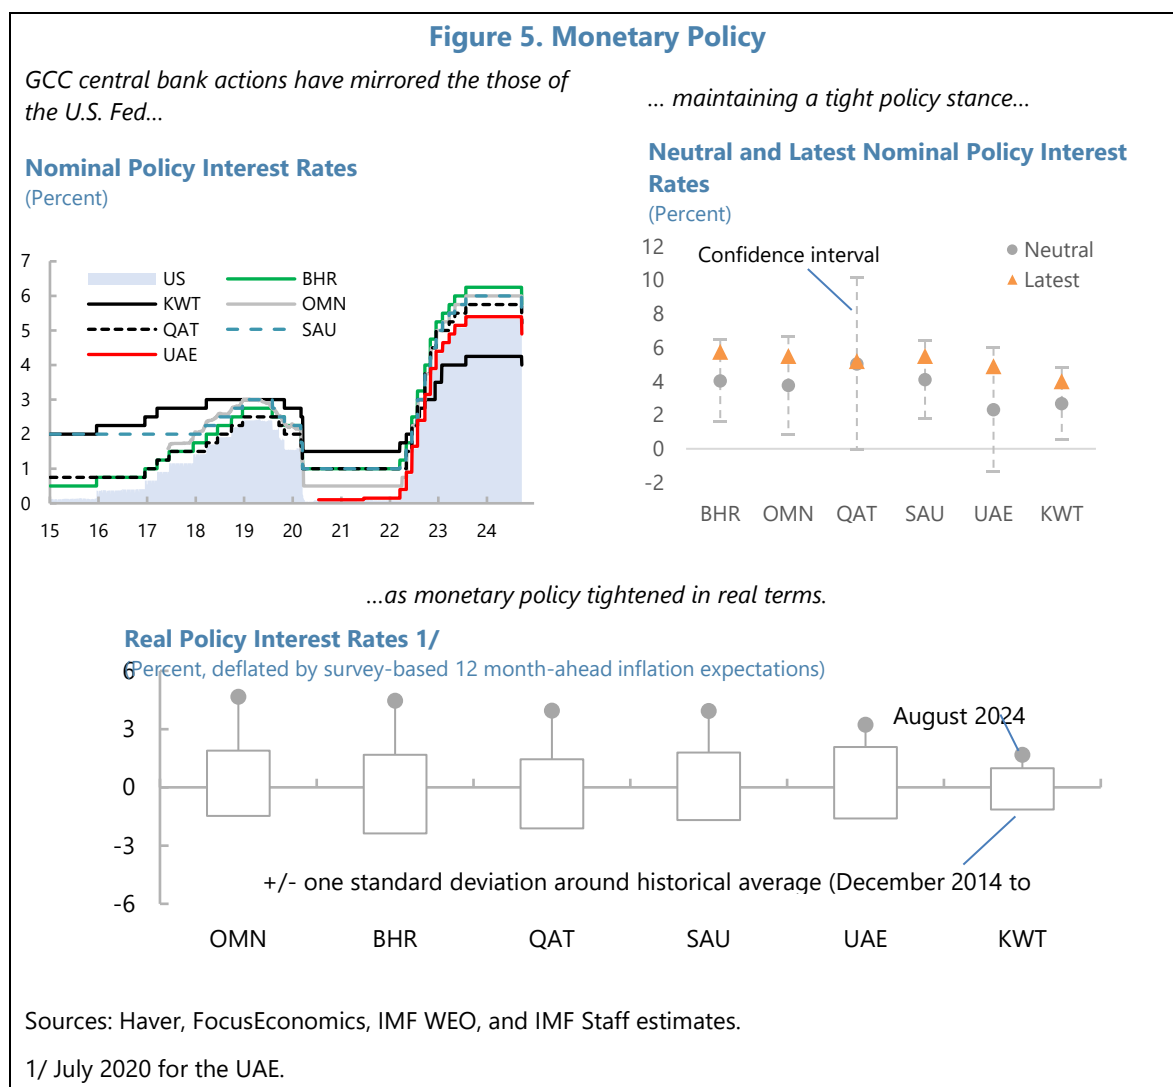 Figure 5. Monetary Policy
GCC central bank actions have mirrored the those of
the U.S. Fed...
Nominal Policy Interest Rates
(Percent)
7
6
5
4
3
2
1
0
US
BHR
KWT
OMN
QAT
SAU
UAE
15 16 17 18 19 20 21 22 23 24
... maintaining a tight policy stance...
Neutral and Latest Nominal Policy Interest
Rates
(Percent)
12
10
8
6
4
2
0
-2
Confidence interval
Neutral
Latest
BHR OMN QAT SAU UAE KWT
...as monetary policy tightened in real terms.
Real Policy Interest Rates 1/
(Percent, deflated by survey-based 12 month-ahead inflation expectations)
6
3
0
-3
-6
August 2024
+/- one standard deviation around historical average (December 2014 to
OMN BHR QAT SAU UAE KWT
Sources: Haver, FocusEconomics, IMF WEO, and IMF Staff estimates.
1/ July 2020 for the UAE.